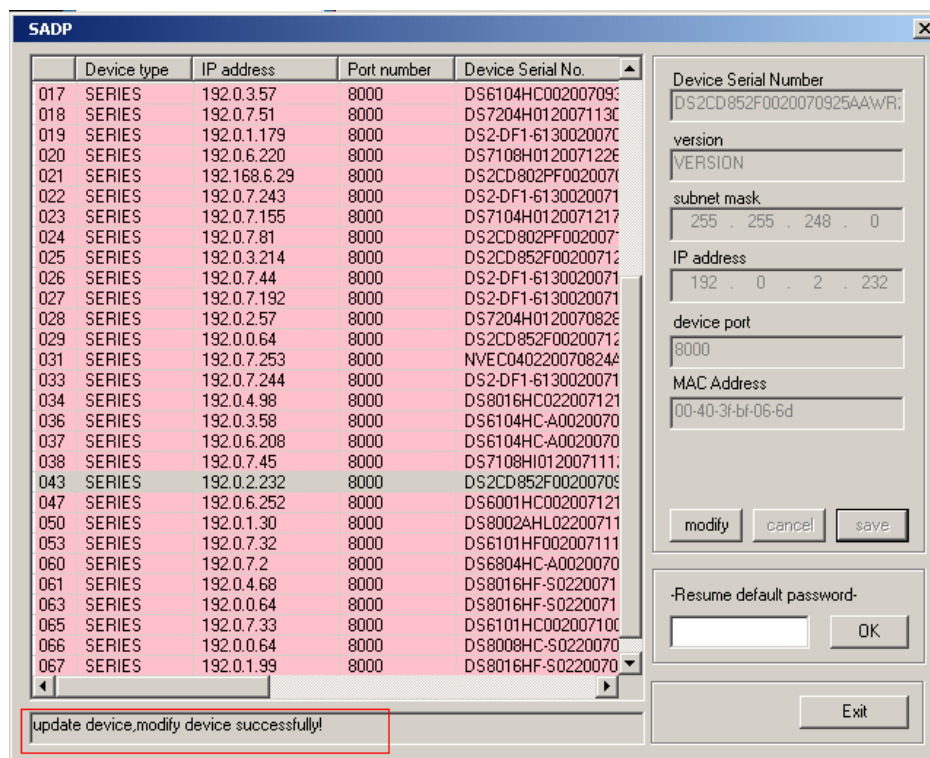 SADP
Device type IP address Port number Device Serial No.
017 SERIES 192.0.3.57 8000 DS6104HC002007093
018 SERIES 192.0.7.51 8000 DS7204H0120071130
019 SERIES 192.0.1.179 8000 DS2-DF1-613002007C
020 SERIES 192.0.6.220 8000 DS7108H0120071226
021 SERIES 192.168.6.29 8000 DS2CD802PF002007(
022 SERIES 192.0.7.243 8000 DS2-DF1-6130020071
023 SERIES 192.0.7.155 8000 DS7104H0120071217
024 SERIES 192.0.7.81 8000 DS2CD802PF0020071
025 SERIES 192.0.3.214 8000 DS2CD852F00200712
026 SERIES 192.0.7.44 8000 DS2-DF1-6130020071
027 SERIES 192.0.7.192 8000 DS2-DF1-6130020071
028 SERIES 192.0.2.57 8000 DS7204H0120070828
029 SERIES 192.0.0.64 8000 DS2CD852F00200712
031 SERIES 192.0.7.253 8000 NVEC040220070824A
033 SERIES 192.0.7.244 8000 DS2-DF1-6130020071
034 SERIES 192.0.4.98 8000 DS8016HC022007121
036 SERIES 192.0.3.58 8000 DS6104HC-A0020070
037 SERIES 192.0.6.208 8000 DS6104HC-A0020070
038 SERIES 192.0.7.45 8000 DS7108HI012007111
043 SERIES 192.0.2.232 8000 DS2CD852F00200709
047 SERIES 192.0.6.252 8000 DS6001HC002007121
050 SERIES 192.0.1.30 8000 DS8002AHL02200711
053 SERIES 192.0.7.32 8000 DS6101HF002007111
060 SERIES 192.0.7.2 8000 DS6804HC-A0020070
061 SERIES 192.0.4.68 8000 DS8016HF-S0220071
063 SERIES 192.0.0.64 8000 DS8016HF-S0220071
065 SERIES 192.0.7.33 8000 DS6101HC00200710
066 SERIES 192.0.0.64 8000 DS8008HC-S0220070
067 SERIES 192.0.1.99 8000 DS8016HF-S0220070
update device,modify device successfully!
Device Serial Number
DS2CD852F0020070925AAWR
version
VERSION
subnet mask
255 . 255 . 248 . 0
IP address
192 . 0 . 2 . 232
device port
8000
MAC Address
00-40-3f-bf-06-6d
modify cancel save
-Resume default password-
OK
Exit